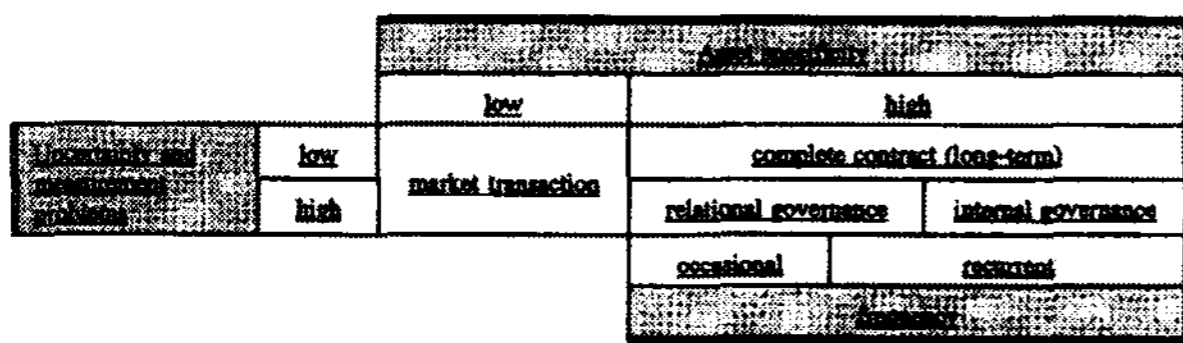 Asset specificity
low high
Uncertainty and
measurement
problems
low
market transaction
complete contract (long-term)
high
relational governance internal governance
occasional recurrent
frequency